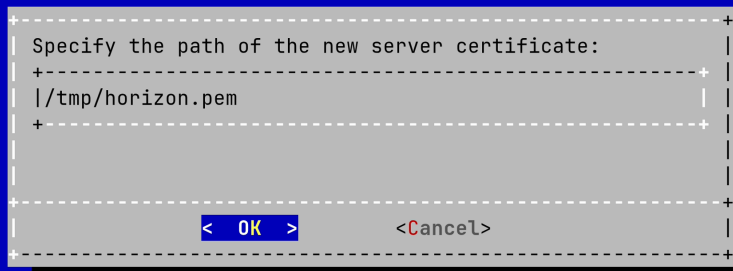 Specify the path of the new server certificate:
/tmp/horizon.pem
< OK > <Cancel>